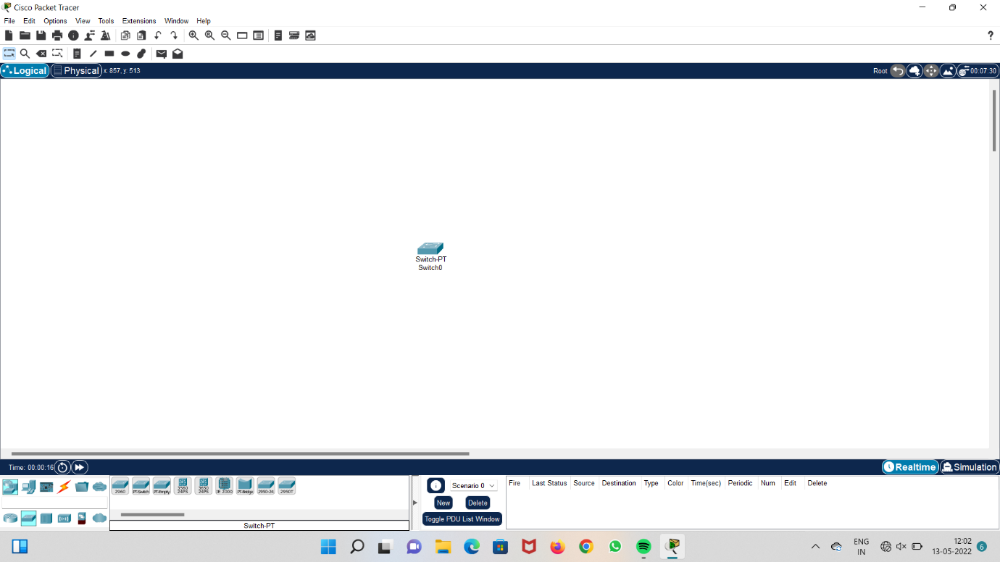 Cisco Packet Tracer
File Edit Options View Tools Extensions Window Help
?
Logical Physical x: 857, y: 513 Root 00:07:30
Switch-PT
Switch0
Time: 00:00:16 Realtime Simulation
2960 PT-Switch PT-Empty 3560 24PS 3650 24PS IE 2000 PT-Bridge 2950-24 2950T
Switch-PT
Scenario 0
New Delete
Toggle PDU List Window
Fire Last Status Source Destination Type Color Time(sec) Periodic Num Edit Delete
ENG
IN
12:02
13-05-2022
6